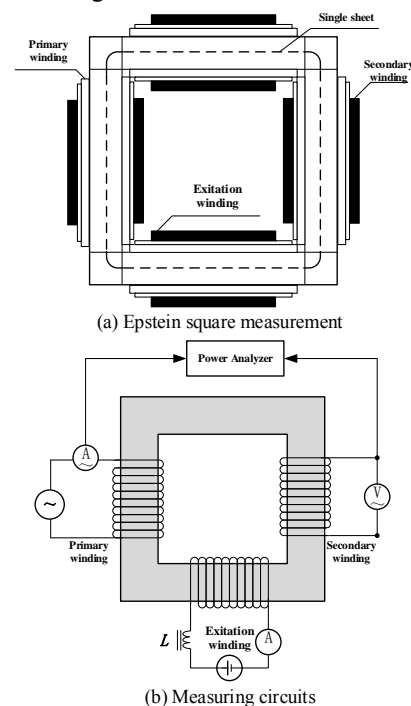 Single sheet
Primary
winding
Secondary
winding
Exitation
winding
(a) Epstein square measurement
Power Analyzer
A
~
~
V
~
Primary
winding
Secondary
winding
L
Exitation
winding
A
(b) Measuring circuits